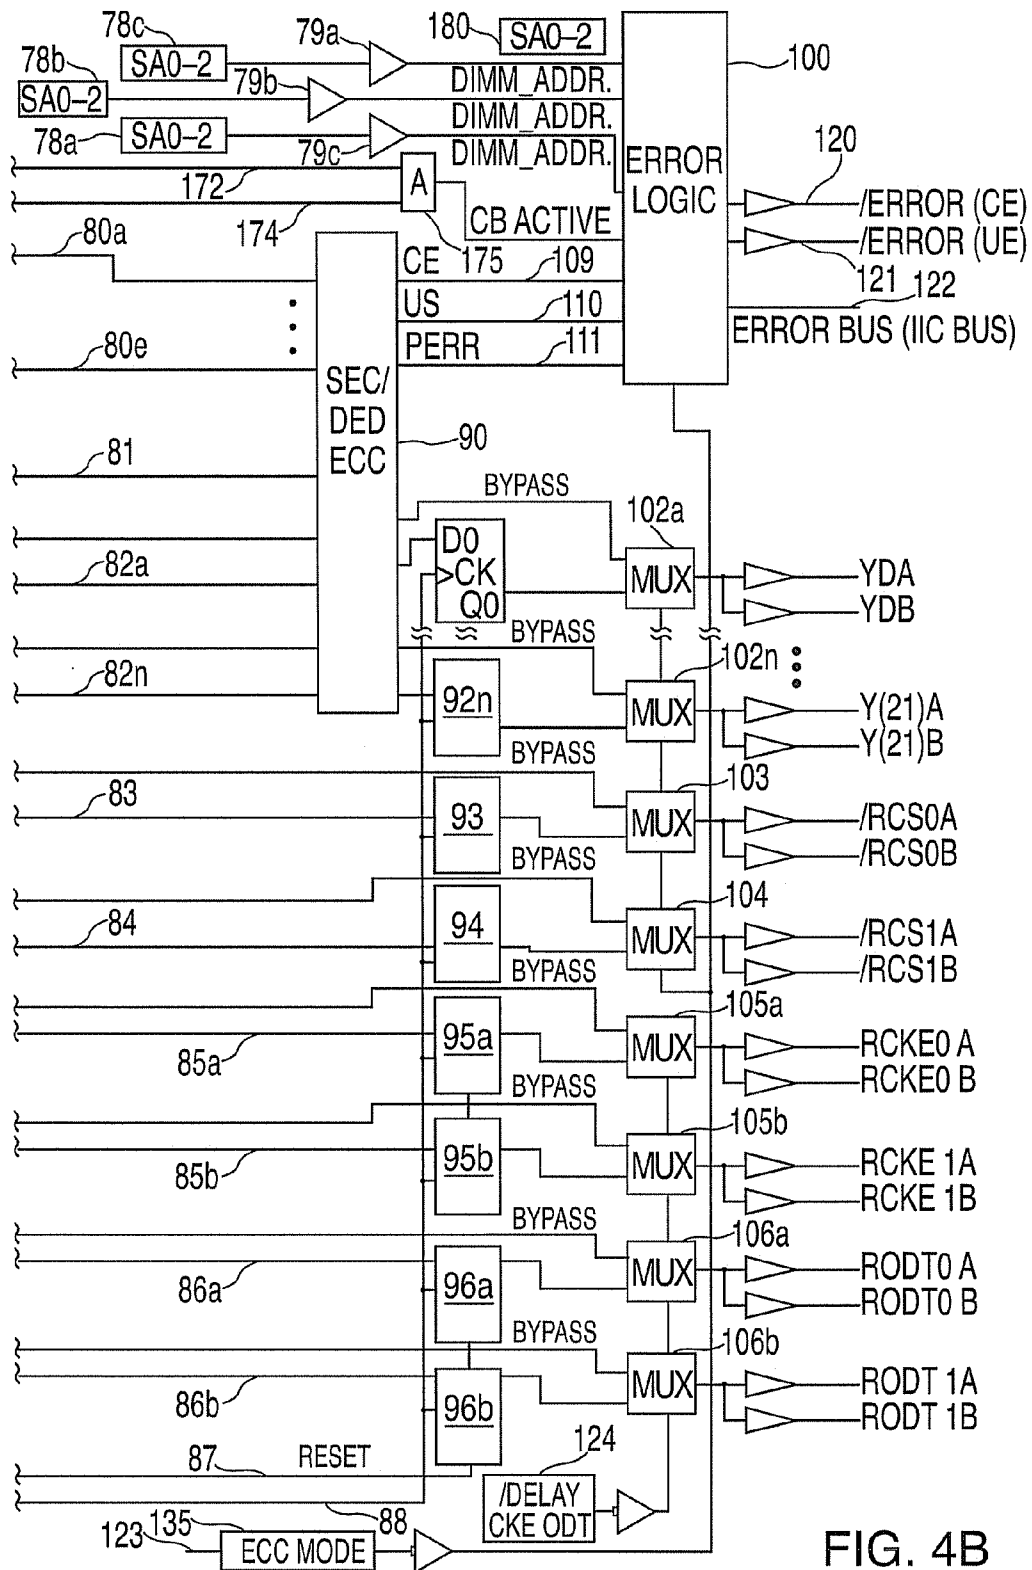 78c
79a
180
SA0-2
SA0-2
78b
SA0-2
79b
DIMM_ADDR.
100
78a
SA0-2
79c
DIMM_ADDR.
DIMM_ADDR.
172
A
174
CB ACTIVE
175
ERROR
LOGIC
120
/ERROR (CE)
/ERROR (UE)
121
122
ERROR BUS (IIC BUS)
80a
CE
109
US
110
PERR
111
80e
SEC/
DED
ECC
90
81
BYPASS
102a
D0
CK
Q0
MUX
YDA
YDB
82a
BYPASS
102n
82n
92n
MUX
Y(21)A
Y(21)B
BYPASS
103
83
93
MUX
/RCS0A
/RCS0B
BYPASS
104
84
94
MUX
/RCS1A
/RCS1B
BYPASS
105a
85a
95a
MUX
RCKE0 A
RCKE0 B
BYPASS
105b
85b
95b
MUX
RCKE 1A
RCKE 1B
BYPASS
106a
86a
96a
MUX
RODT0 A
RODT0 B
BYPASS
106b
86b
96b
MUX
RODT 1A
RODT 1B
87
RESET
124
/DELAY
CKE ODT
88
135
123
ECC MODE
FIG. 4B